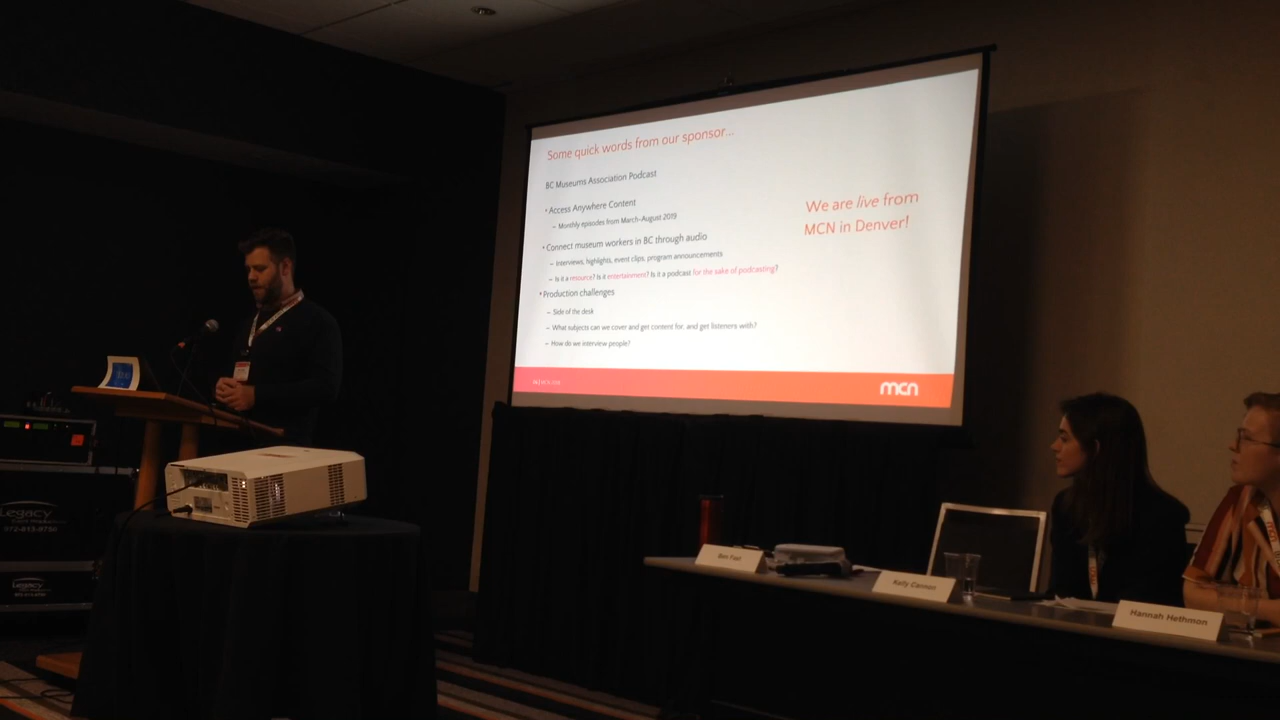 Some quick words from our sponsor...
BC Museums Association Podcast
• Access Anywhere Content
– Monthly episodes from March-August 2019
• Connect museum workers in BC through audio
– Interviews, highlights, event clips, program announcements
– Is it a resource? Is it entertainment? Is it a podcast for the sake of podcasting?
• Production challenges
– Side of the desk
– What subjects can we cover and get content for, and get listeners with?
– How do we interview people?
We are live from
MCN in Denver!
mcn
Legacy
Legacy
Ben Fast
Kelly Cannon
Hannah Hethmon